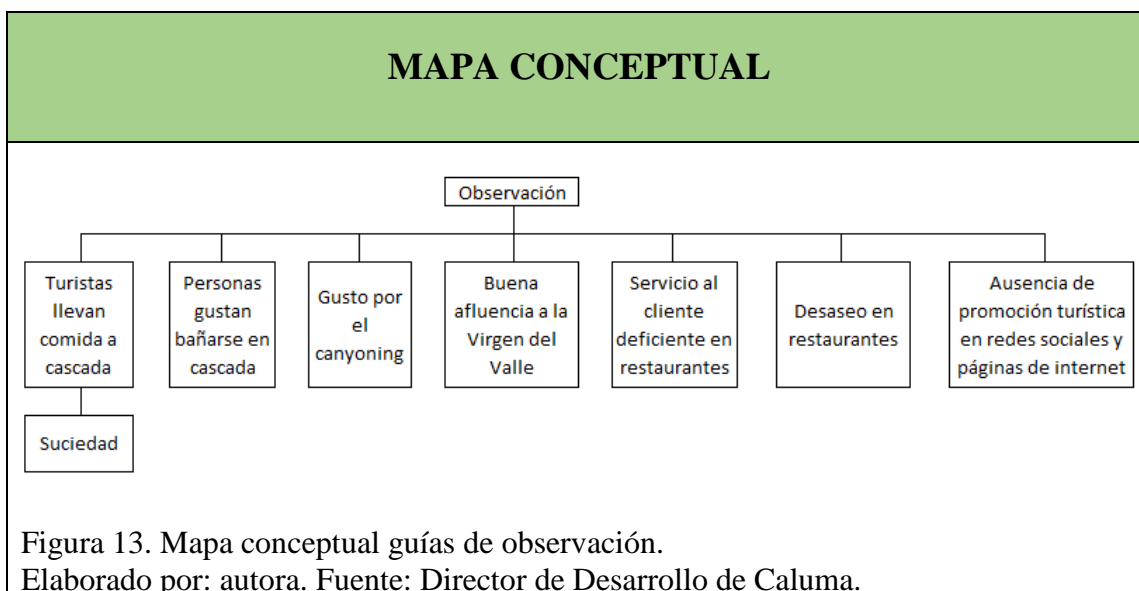 MAPA CONCEPTUAL
Observación
Turistas
llevan
comida a
cascada
Personas
gustan
bañarse en
cascada
Gusto por
el
canyoning
Buena
afluencia a la
Virgen del
Valle
Servicio al
cliente
deficiente en
restaurantes
Desaseo en
restaurantes
Ausencia de
promoción turística
en redes sociales y
páginas de internet
Suciedad
Figura 13. Mapa conceptual guías de observación.
Elaborado por: autora. Fuente: Director de Desarrollo de Caluma.